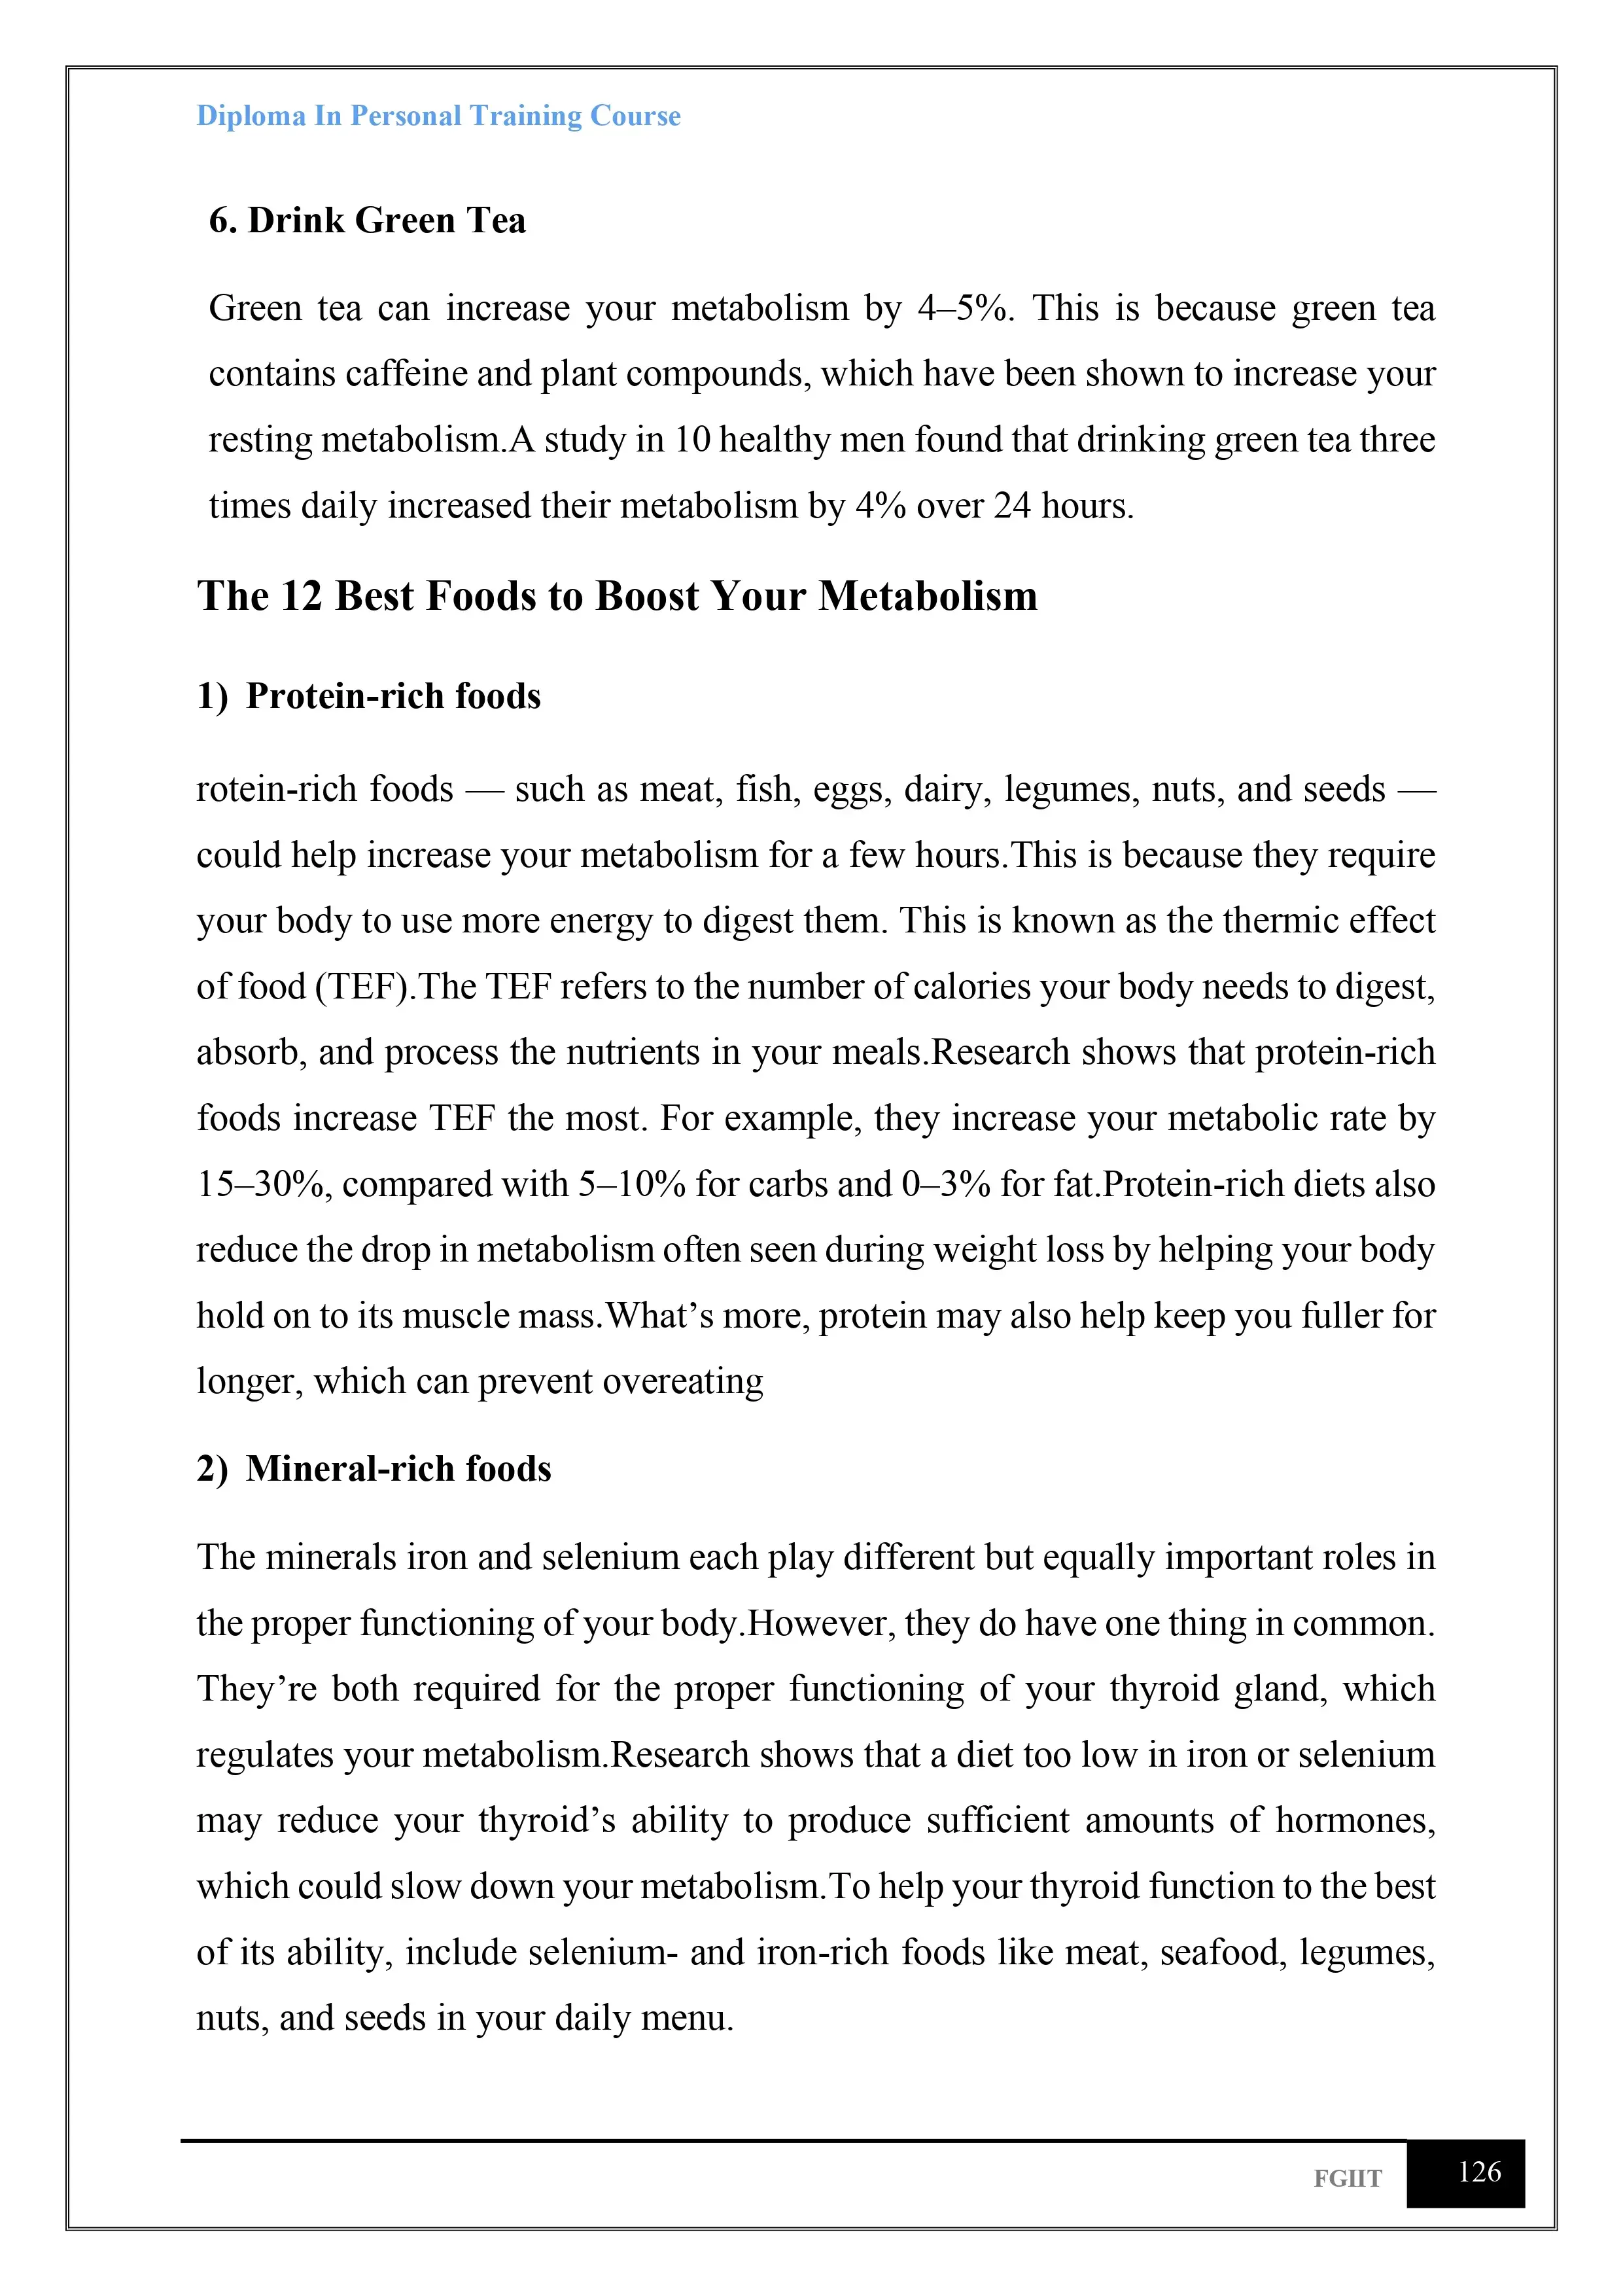 Diploma In Personal Training Course
6. Drink Green Tea
Green tea can increase your metabolism by 4–5%. This is because green tea
contains caffeine and plant compounds, which have been shown to increase your
resting metabolism.A study in 10 healthy men found that drinking green tea three
times daily increased their metabolism by 4% over 24 hours.
The 12 Best Foods to Boost Your Metabolism
1) Protein-rich foods
rotein-rich foods — such as meat, fish, eggs, dairy, legumes, nuts, and seeds —
could help increase your metabolism for a few hours.This is because they require
your body to use more energy to digest them. This is known as the thermic effect
of food (TEF).The TEF refers to the number of calories your body needs to digest,
absorb, and process the nutrients in your meals.Research shows that protein-rich
foods increase TEF the most. For example, they increase your metabolic rate by
15–30%, compared with 5–10% for carbs and 0–3% for fat.Protein-rich diets also
reduce the drop in metabolism often seen during weight loss by helping your body
hold on to its muscle mass.What’s more, protein may also help keep you fuller for
longer, which can prevent overeating
2) Mineral-rich foods
The minerals iron and selenium each play different but equally important roles in
the proper functioning of your body.However, they do have one thing in common.
They’re both required for the proper functioning of your thyroid gland, which
regulates your metabolism.Research shows that a diet too low in iron or selenium
may reduce your thyroid’s ability to produce sufficient amounts of hormones,
which could slow down your metabolism.To help your thyroid function to the best
of its ability, include selenium- and iron-rich foods like meat, seafood, legumes,
nuts, and seeds in your daily menu.
FGIIT 126